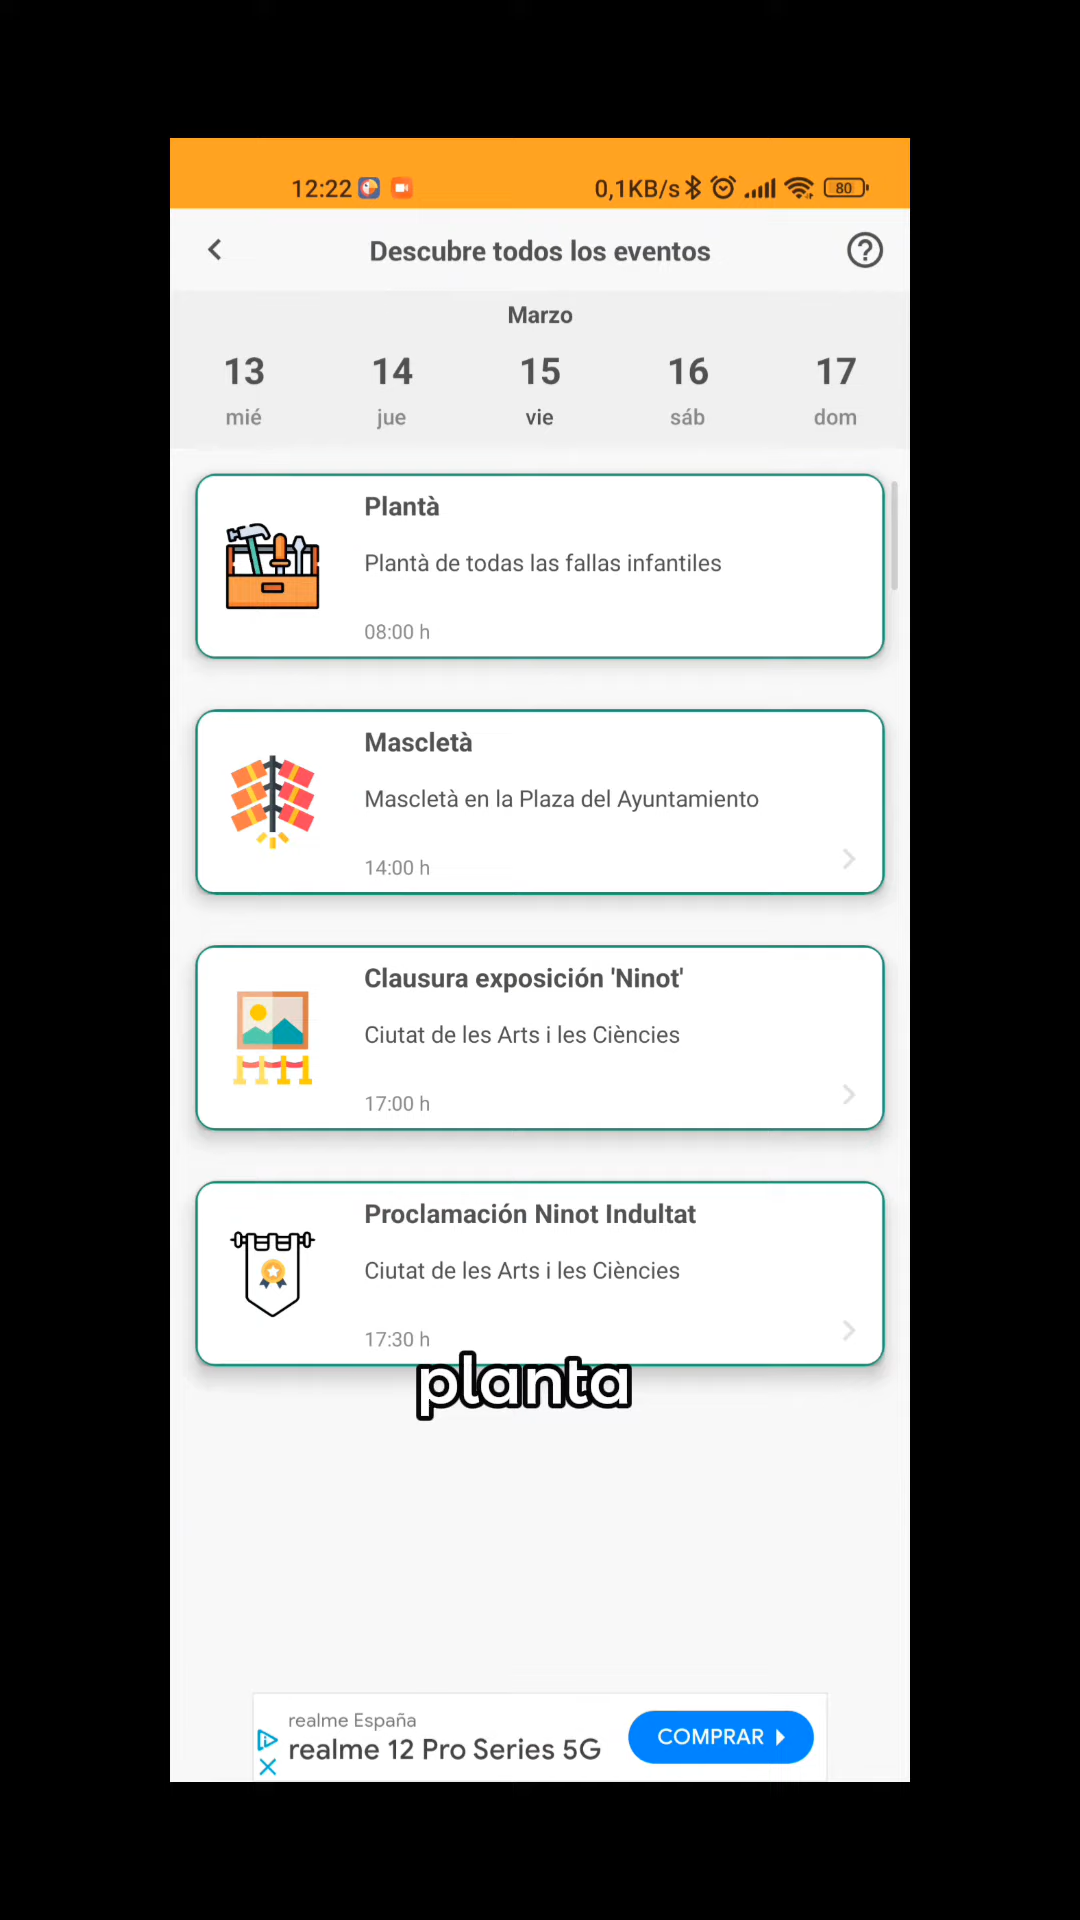 12:22 0,1KB/s 80
Descubre todos los eventos
Marzo
13 14 15 16 17
mié jue vie sáb dom
Plantà
Plantà de todas las fallas infantiles
08:00 h
Mascletà
Mascletà en la Plaza del Ayuntamiento
14:00 h
Clausura exposición 'Ninot'
Ciutat de les Arts i les Ciències
17:00 h
Proclamación Ninot Indultat
Ciutat de les Arts i les Ciències
17:30 h
planta
realme España
realme 12 Pro Series 5G
COMPRAR